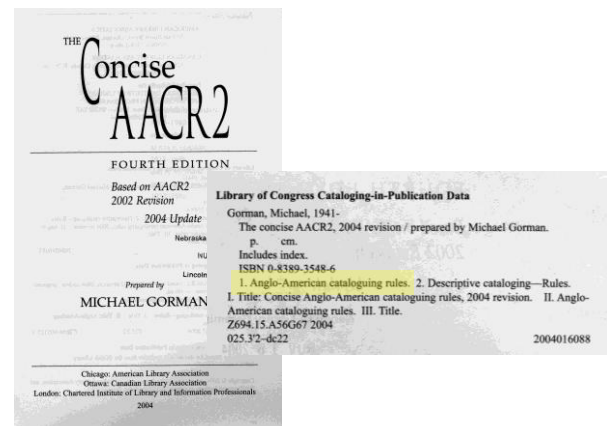 THE
Concise
AACR2
FOURTH EDITION
Based on AACR2
2002 Revision
2004 Update
Nebraska
NU
Lincoln
Prepared by
MICHAEL GORMAN
Chicago: American Library Association
Ottawa: Canadian Library Association
London: Chartered Institute of Library and Information Professionals
2004
Library of Congress Cataloging-in-Publication Data
Gorman, Michael, 1941-
The concise AACR2, 2004 revision / prepared by Michael Gorman.
p. cm.
Includes index.
ISBN 0-8389-3548-6
1. Anglo-American cataloguing rules. 2. Descriptive cataloging—Rules.
I. Title: Concise Anglo-American cataloguing rules, 2004 revision. II. Anglo-
American cataloguing rules. III. Title.
Z694.15.A56G67 2004
025.3'2–dc22 2004016088